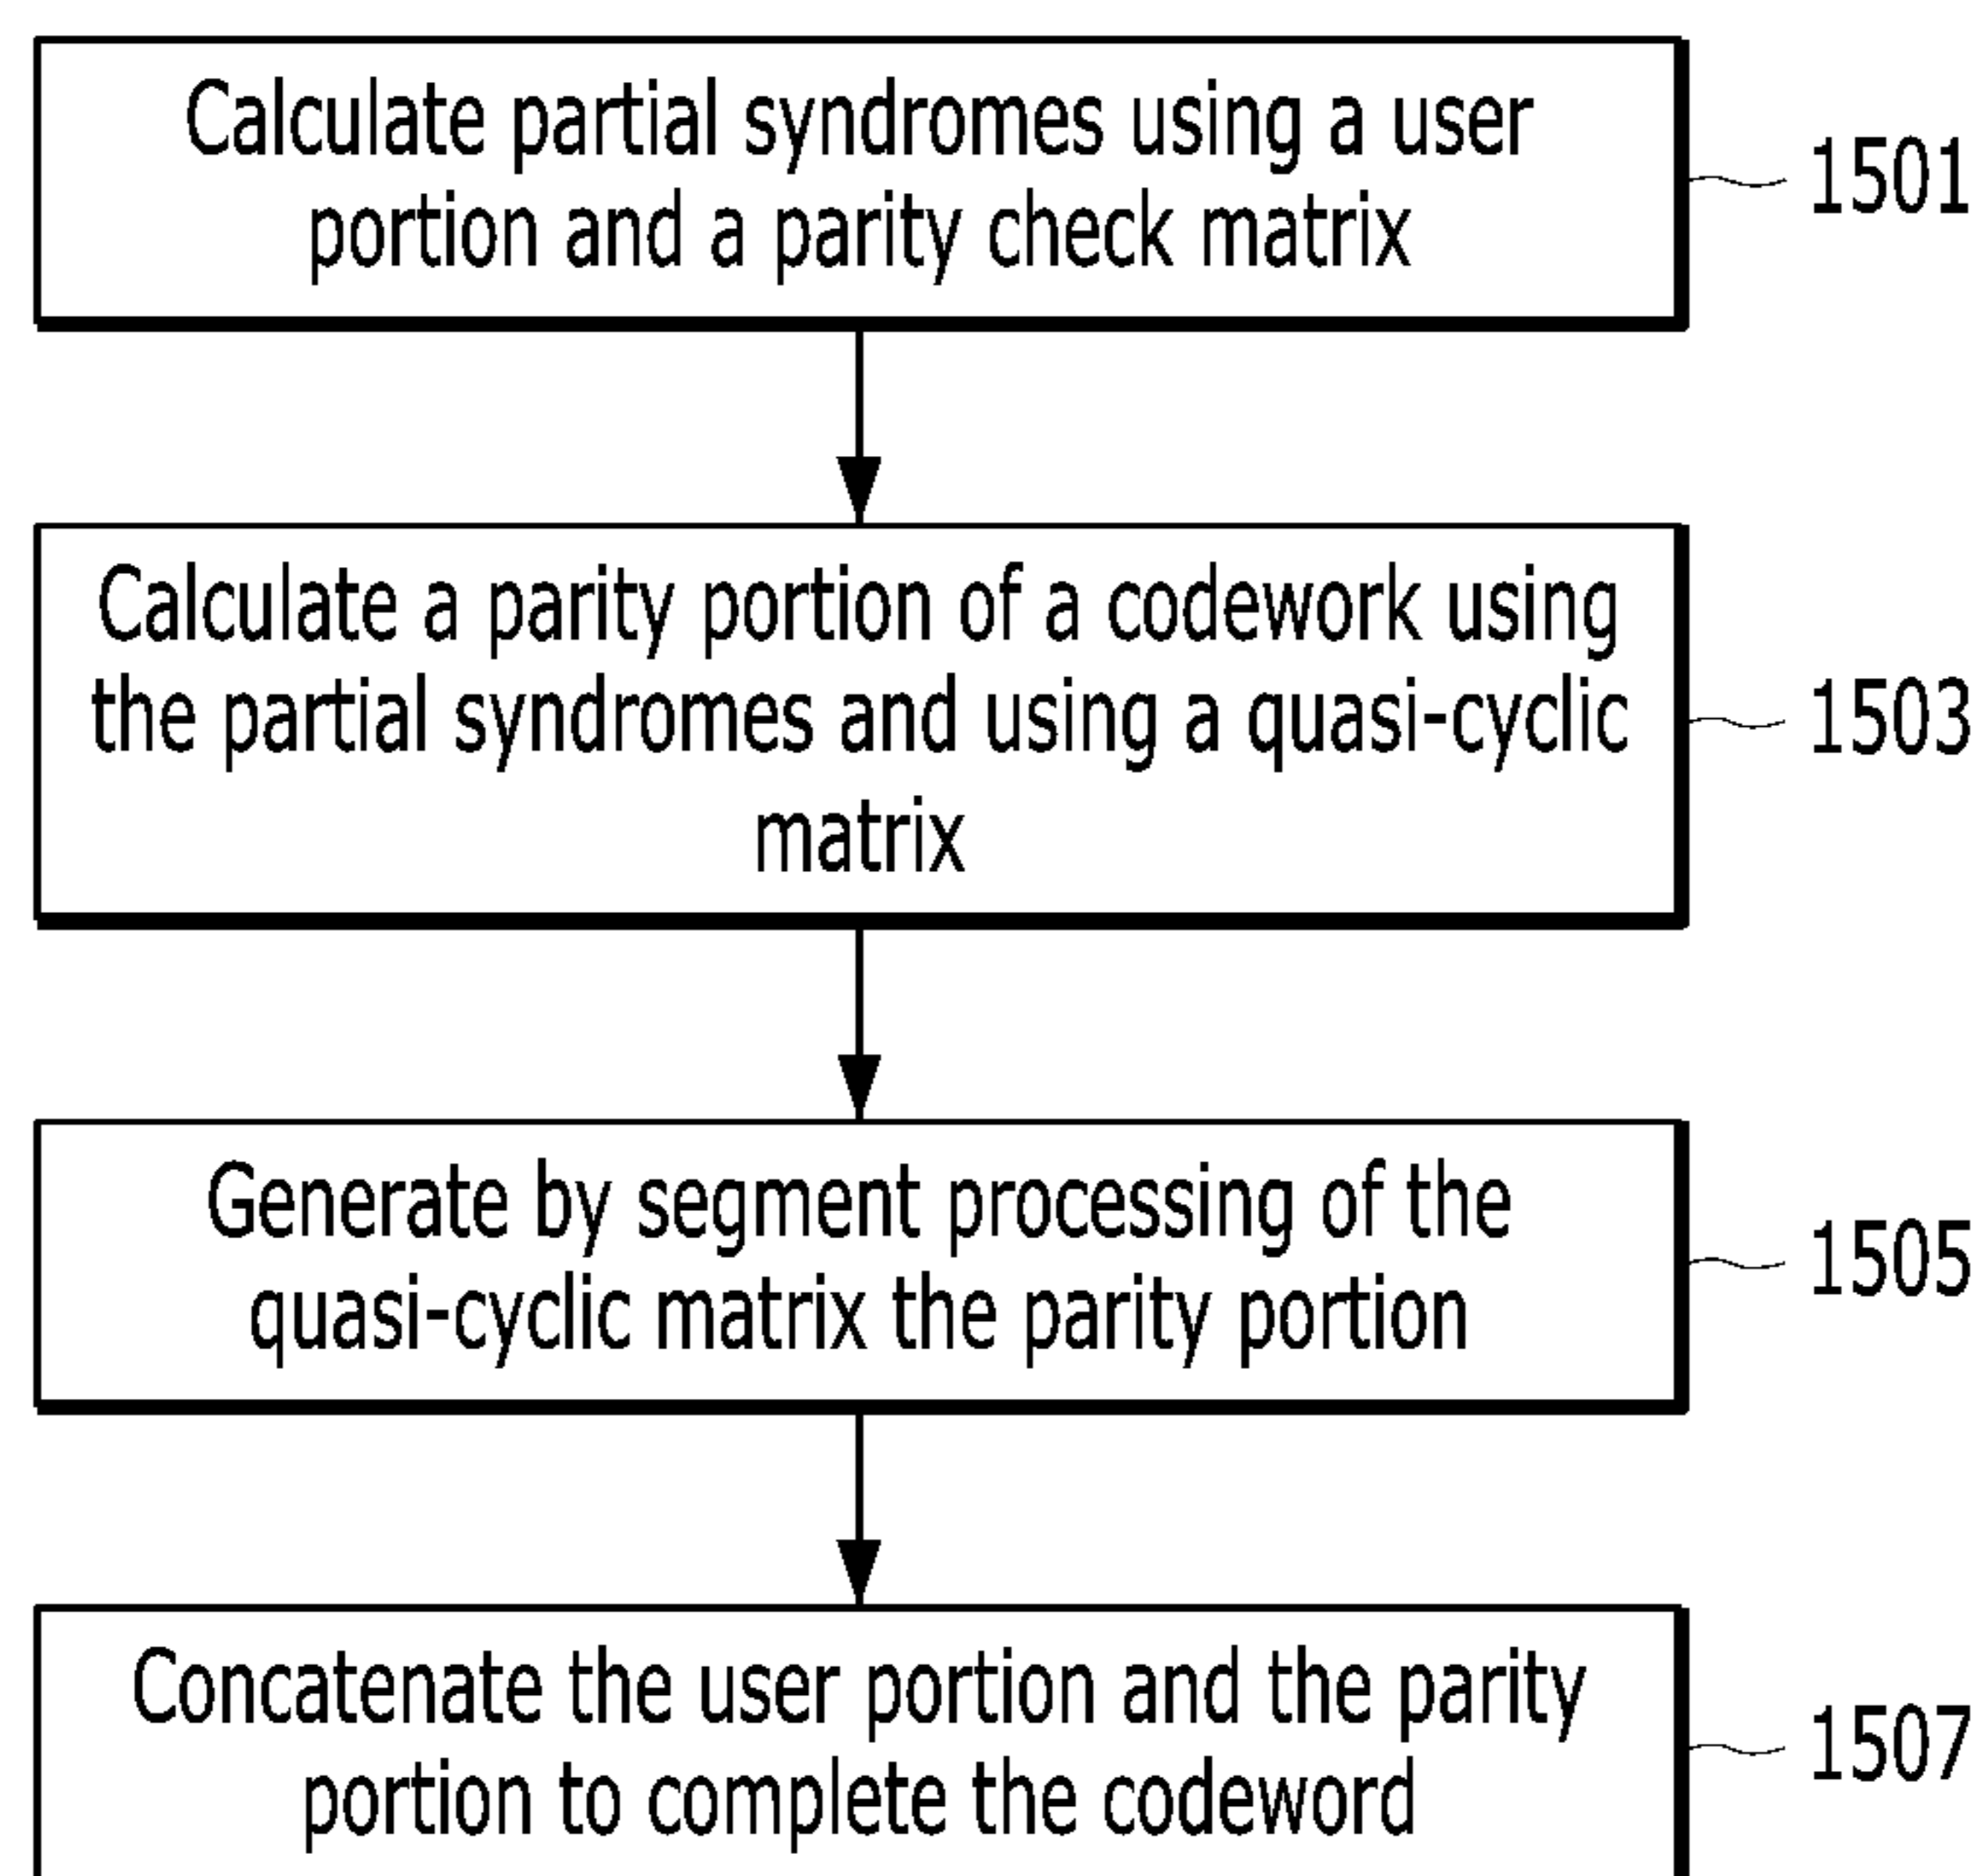 Calculate partial syndromes using a user
portion and a parity check matrix
1501
Calculate a parity portion of a codework using
the partial syndromes and using a quasi-cyclic
matrix
1503
Generate by segment processing of the
quasi-cyclic matrix the parity portion
1505
Concatenate the user portion and the parity
portion to complete the codeword
1507